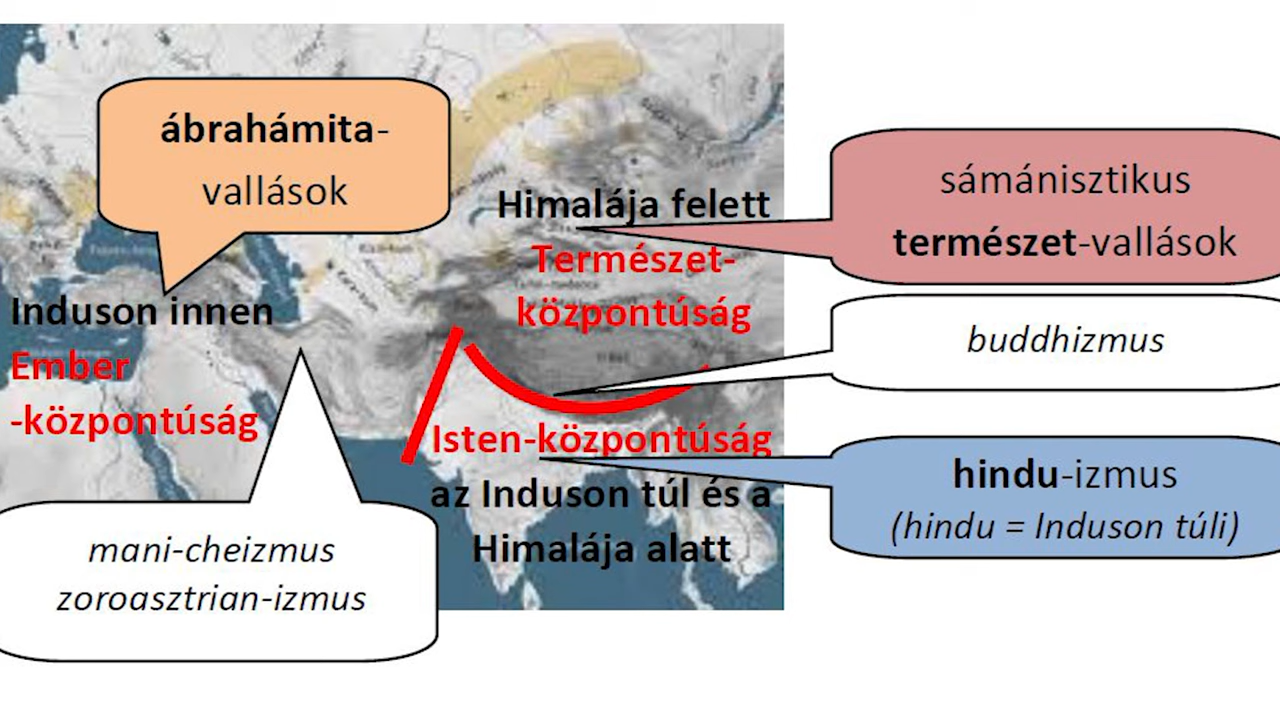 ábrahámita-
vallások
Himalája felett
Természet-
központúság
sámánisztikus
természet-vallások
Induson innen
Ember
-központúság
buddhizmus
Isten-központúság
az Induson túl és a
Himalája alatt
hindu-izmus
(hindu = Induson túli)
mani-cheizmus
zoroasztrian-izmus